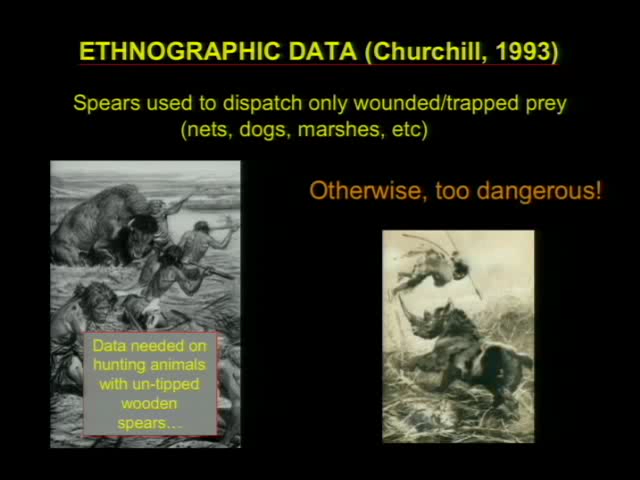 ETHNOGRAPHIC DATA (Churchill, 1993)
Spears used to dispatch only wounded/trapped prey
(nets, dogs, marshes, etc)
Otherwise, too dangerous!
Data needed on
hunting animals
with un-tipped
wooden
spears…